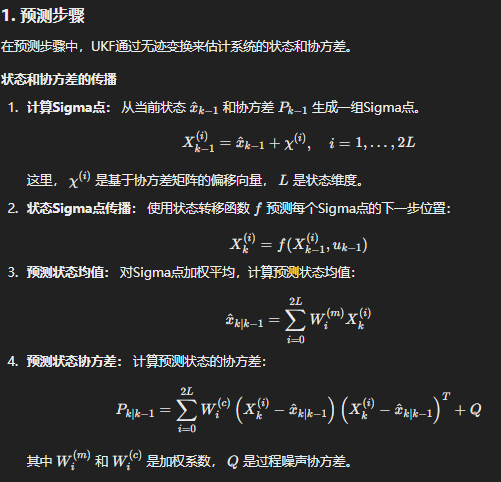 1. 预测步骤
在预测步骤中，UKF通过无迹变换来估计系统的状态和协方差。
状态和协方差的传播
1. 计算Sigma点： 从当前状态 $\hat{x}_{k-1}$ 和协方差 $P_{k-1}$ 生成一组Sigma点。
$X_{k-1}^{(i)} = \hat{x}_{k-1} + \chi^{(i)}, \quad i = 1, \ldots, 2L$
这里， $\chi^{(i)}$ 是基于协方差矩阵的偏移向量， $L$ 是状态维度。
2. 状态Sigma点传播： 使用状态转移函数 $f$ 预测每个Sigma点的下一步位置：
$X_k^{(i)} = f(X_{k-1}^{(i)}, u_{k-1})$
3. 预测状态均值： 对Sigma点加权平均，计算预测状态均值：
$\hat{x}_{k|k-1} = \sum_{i=0}^{2L} W_i^{(m)} X_k^{(i)}$
4. 预测状态协方差： 计算预测状态的协方差：
$P_{k|k-1} = \sum_{i=0}^{2L} W_i^{(c)} \left( X_k^{(i)} - \hat{x}_{k|k-1} \right) \left( X_k^{(i)} - \hat{x}_{k|k-1} \right)^T + Q$
其中 $W_i^{(m)}$ 和 $W_i^{(c)}$ 是加权系数， $Q$ 是过程噪声协方差。